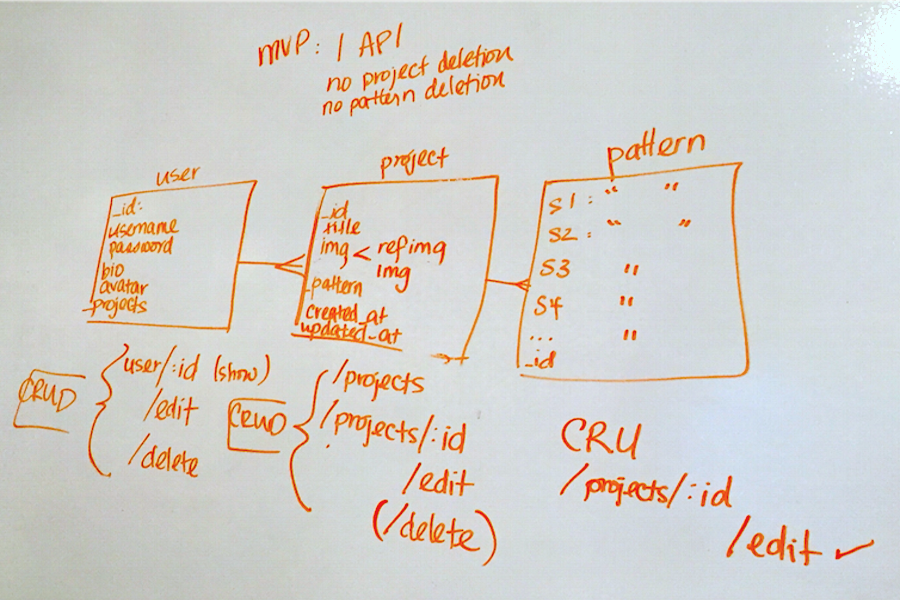 MVP: 1 API
no project deletion
no pattern deletion
user
_id:
username
password
bio
avatar
_projects
project
_id
title
img < refimg
img
_pattern
created_at
updated_at
pattern
S1 : " "
S2 : " "
S3 "
S4 "
... "
_id
CRUD
user/:id (show)
/edit
/delete
CRUD
/projects
/projects/:id
/edit
(/delete)
CRU
/projects/:id
/edit ✓